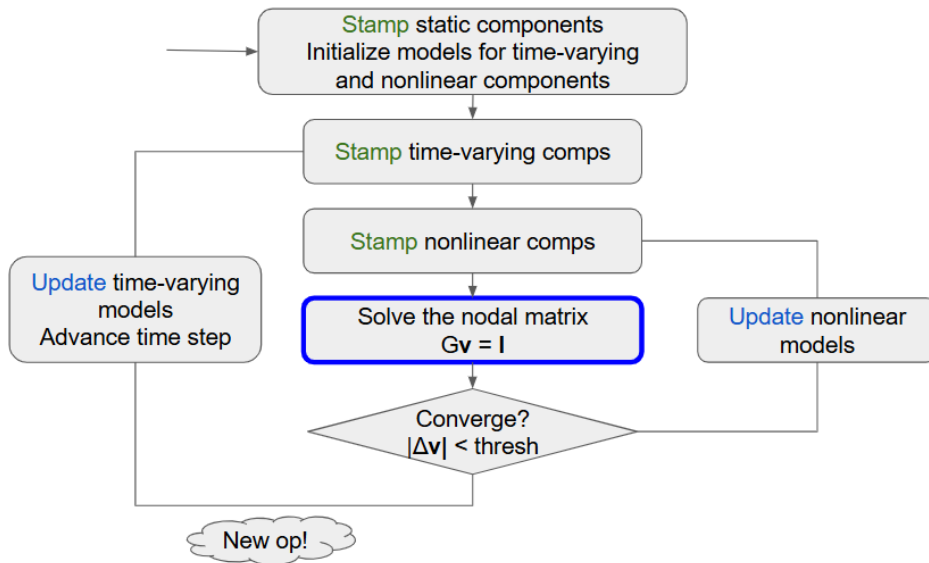 Stamp static components
Initialize models for time-varying
and nonlinear components
Stamp time-varying comps
Stamp nonlinear comps
Update time-varying
models
Advance time step
Solve the nodal matrix
Gv = I
Update nonlinear
models
Converge?
|Δv| < thresh
New op!